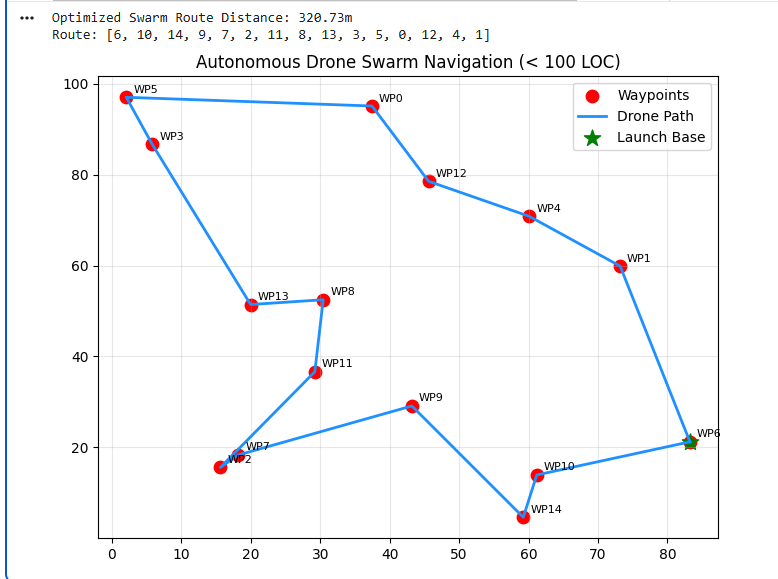 Optimized Swarm Route Distance: 320.73m
Route: [6, 10, 14, 9, 7, 2, 11, 8, 13, 3, 5, 0, 12, 4, 1]
Autonomous Drone Swarm Navigation (< 100 LOC)
Waypoints
Drone Path
Launch Base
100
80
60
40
20
WP5
WP0
WP3
WP12
WP4
WP1
WP13
WP8
WP11
WP9
WP7
WP2
WP6
WP10
WP14
0
10
20
30
40
50
60
70
80